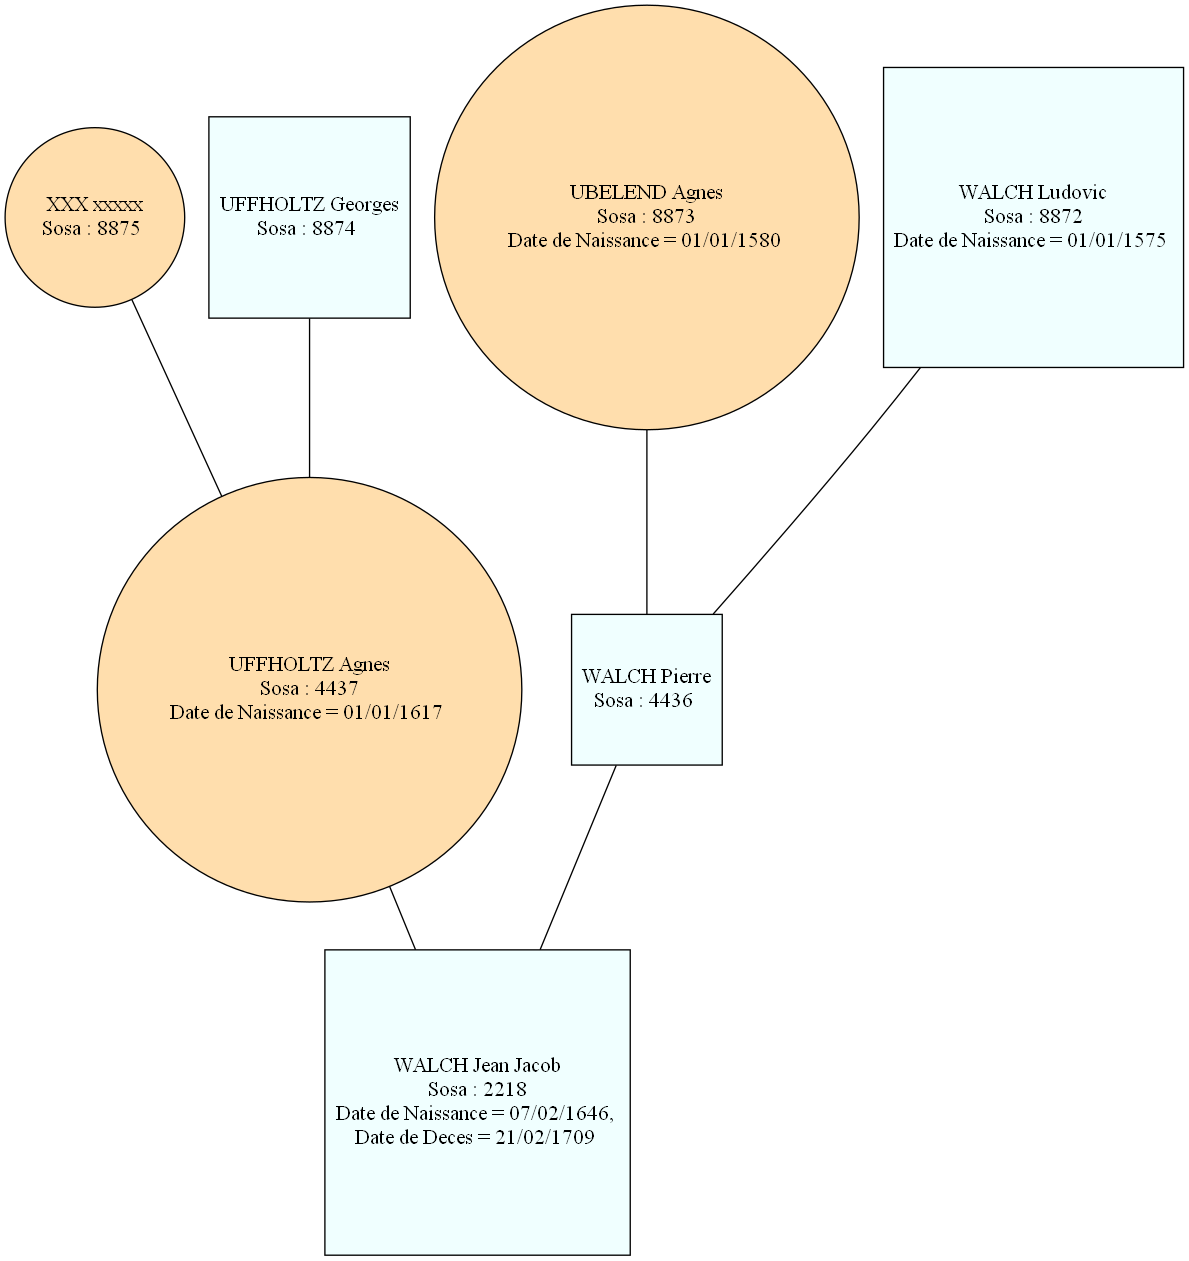 XXX xxxxx
Sosa : 8875
UFFHOLTZ Georges
Sosa : 8874
UBELEND Agnes
Sosa : 8873
Date de Naissance = 01/01/1580
WALCH Ludovic
Sosa : 8872
Date de Naissance = 01/01/1575
UFFHOLTZ Agnes
Sosa : 4437
Date de Naissance = 01/01/1617
WALCH Pierre
Sosa : 4436
WALCH Jean Jacob
Sosa : 2218
Date de Naissance = 07/02/1646,
Date de Deces = 21/02/1709